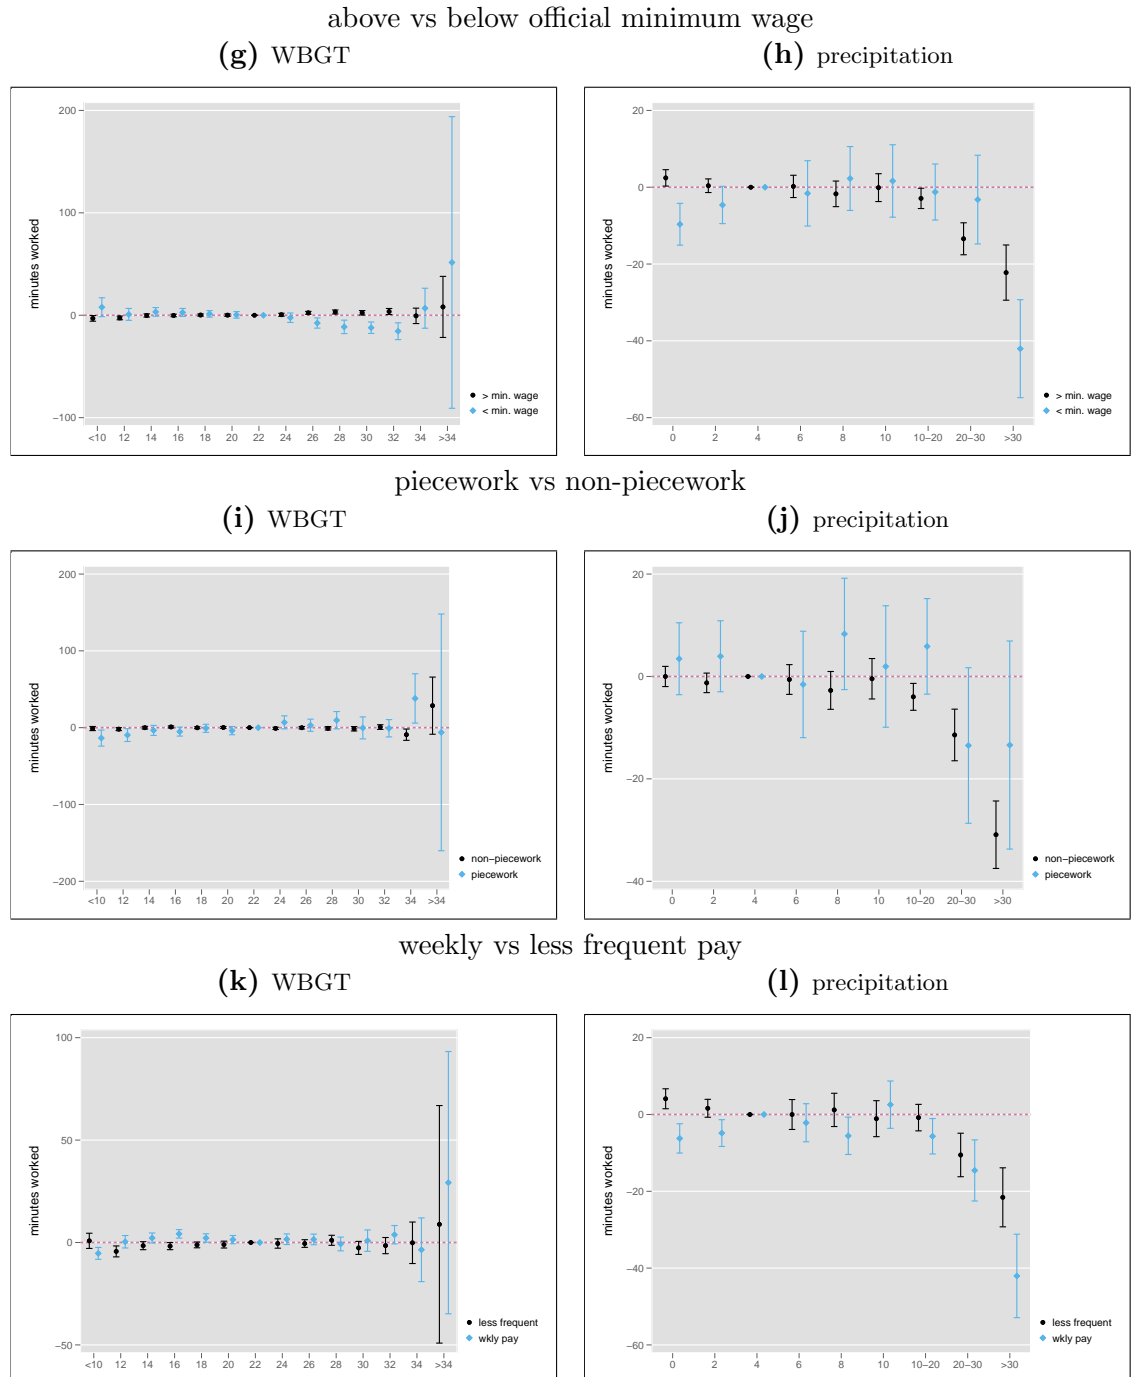 above vs below official minimum wage
(g) WBGT
(h) precipitation
minutes worked
200
100
0
−100
<10 12 14 16 18 20 22 24 26 28 30 32 34 >34
> min. wage
< min. wage
minutes worked
20
0
−20
−40
−60
0 2 4 6 8 10 10−20 20−30 >30
> min. wage
< min. wage
piecework vs non-piecework
(i) WBGT
(j) precipitation
minutes worked
200
100
0
−100
−200
<10 12 14 16 18 20 22 24 26 28 30 32 34 >34
non−piecework
piecework
minutes worked
20
0
−20
−40
0 2 4 6 8 10 10−20 20−30 >30
non−piecework
piecework
weekly vs less frequent pay
(k) WBGT
(l) precipitation
minutes worked
100
50
0
−50
<10 12 14 16 18 20 22 24 26 28 30 32 34 >34
less frequent
wkly pay
minutes worked
20
0
−20
−40
−60
0 2 4 6 8 10 10−20 20−30 >30
less frequent
wkly pay